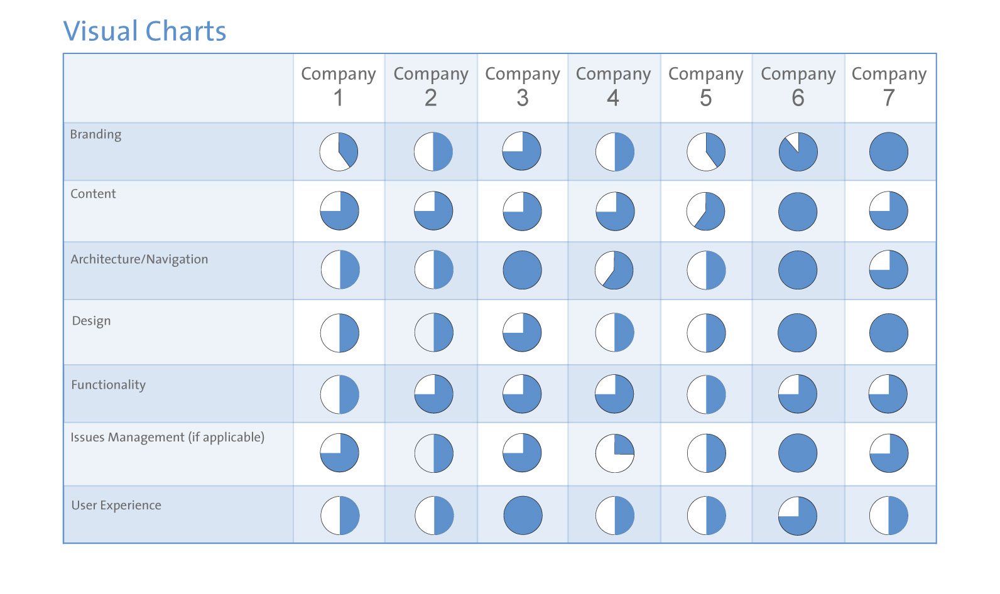 Visual Charts
Company
1
Company
2
Company
3
Company
4
Company
5
Company
6
Company
7
Branding
Content
Architecture/Navigation
Design
Functionality
Issues Management (if applicable)
User Experience